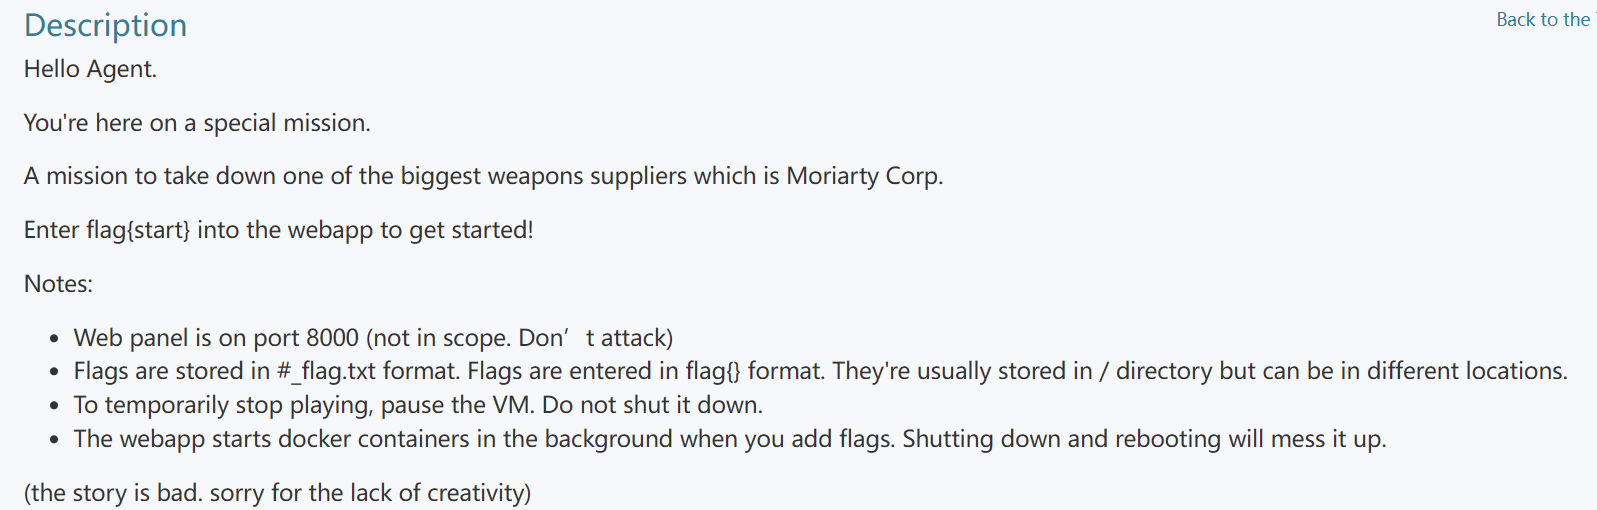 Description
Back to the
Hello Agent.
You're here on a special mission.
A mission to take down one of the biggest weapons suppliers which is Moriarty Corp.
Enter flag{start} into the webapp to get started!
Notes:
• Web panel is on port 8000 (not in scope. Don’t attack)
• Flags are stored in #_flag.txt format. Flags are entered in flag{} format. They're usually stored in / directory but can be in different locations.
• To temporarily stop playing, pause the VM. Do not shut it down.
• The webapp starts docker containers in the background when you add flags. Shutting down and rebooting will mess it up.
(the story is bad. sorry for the lack of creativity)